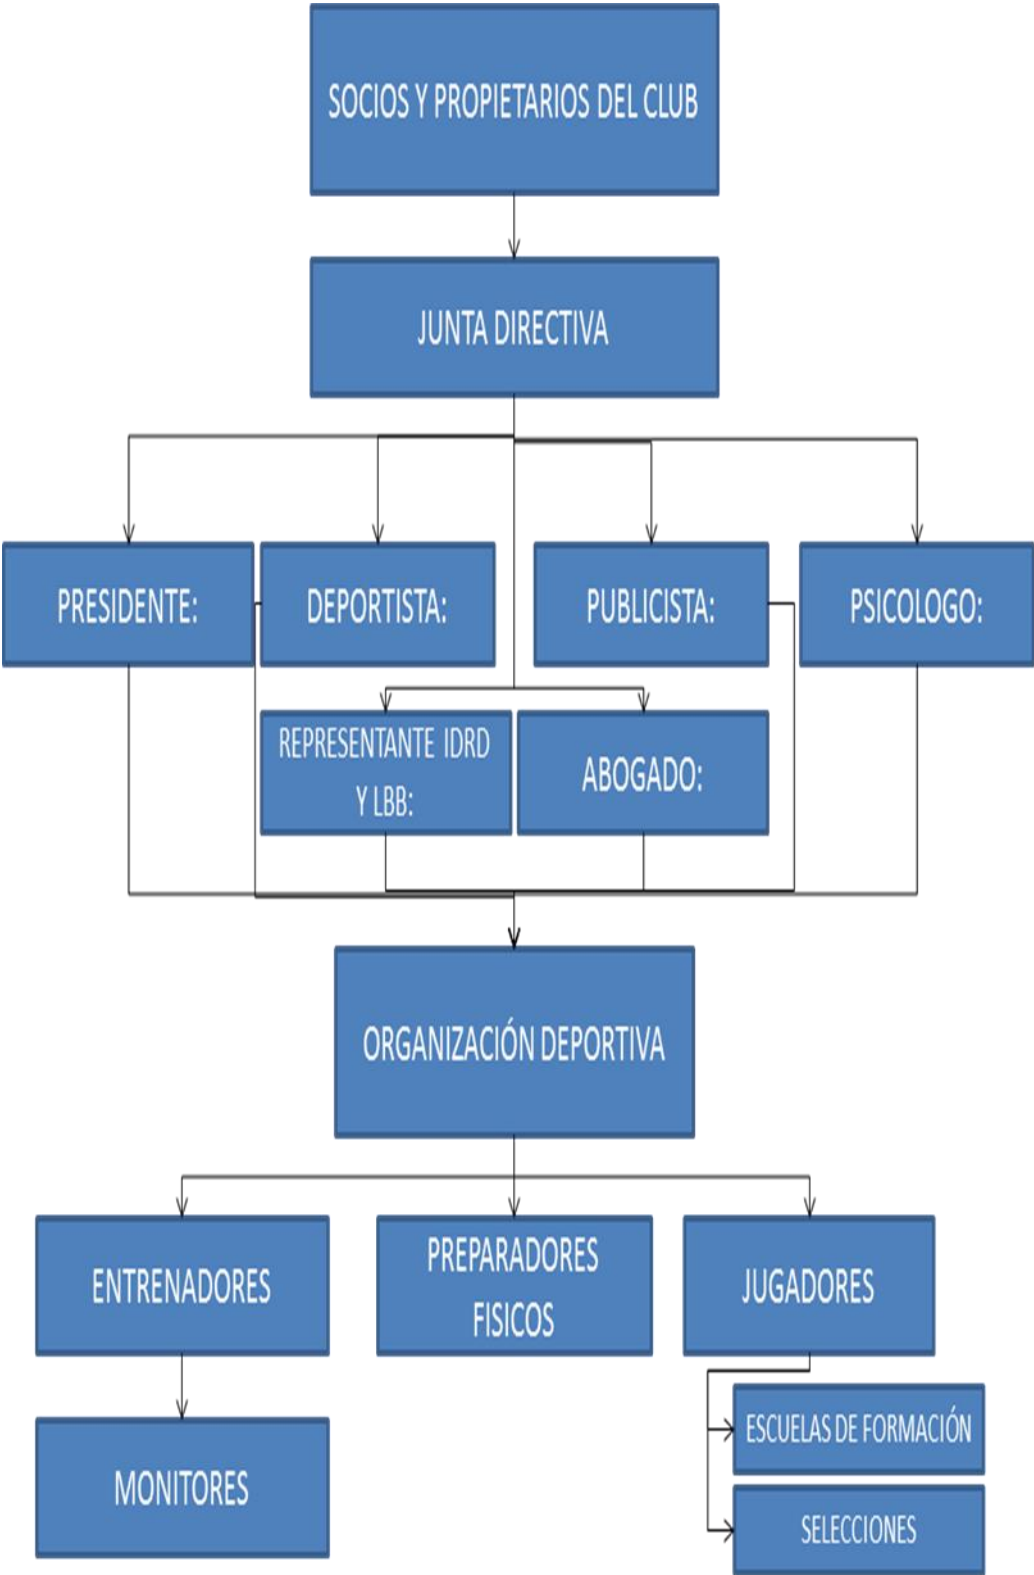 SOCIOS Y PROPIETARIOS DEL CLUB
JUNTA DIRECTIVA
PRESIDENTE:
DEPORTISTA:
PUBLICISTA:
PSICOLOGO:
REPRESENTANTE IDRD
Y LBB:
ABOGADO:
ORGANIZACIÓN DEPORTIVA
ENTRENADORES
PREPARADORES
FISICOS
JUGADORES
MONITORES
ESCUELAS DE FORMACIÓN
SELECCIONES